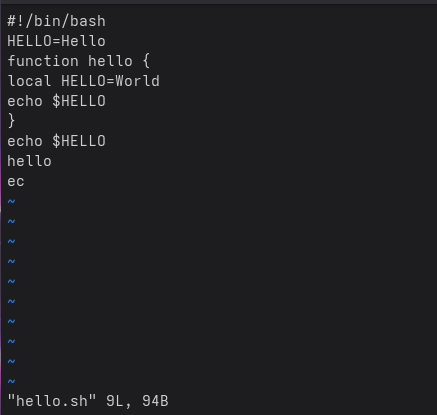 #!/bin/bash
HELLO=Hello
function hello {
local HELLO=World
echo $HELLO
}
echo $HELLO
hello
ec
~
~
~
~
~
~
~
~
~
~
"hello.sh" 9L, 94B